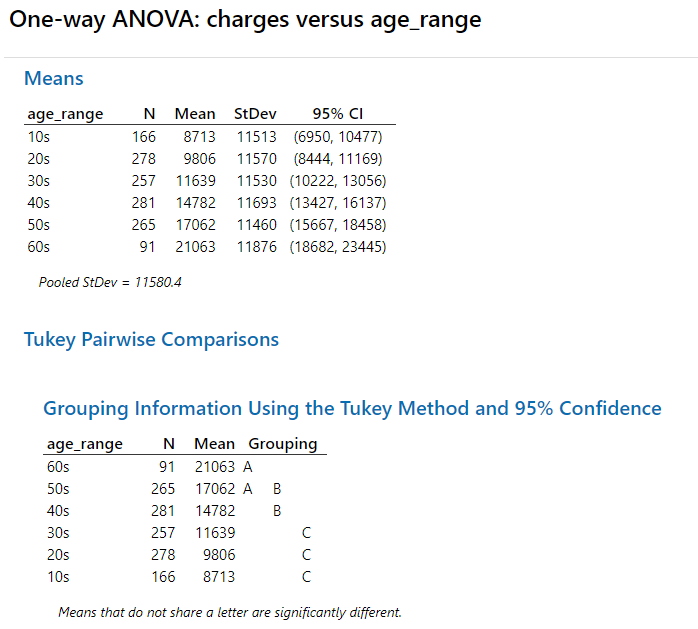 One-way ANOVA: charges versus age_range
Means
age_range N Mean StDev 95% CI
10s 166 8713 11513 (6950, 10477)
20s 278 9806 11570 (8444, 11169)
30s 257 11639 11530 (10222, 13056)
40s 281 14782 11693 (13427, 16137)
50s 265 17062 11460 (15667, 18458)
60s 91 21063 11876 (18682, 23445)
Pooled StDev = 11580.4
Tukey Pairwise Comparisons
Grouping Information Using the Tukey Method and 95% Confidence
age_range N Mean Grouping
60s 91 21063 A
50s 265 17062 A B
40s 281 14782 B
30s 257 11639 C
20s 278 9806 C
10s 166 8713 C
Means that do not share a letter are significantly different.